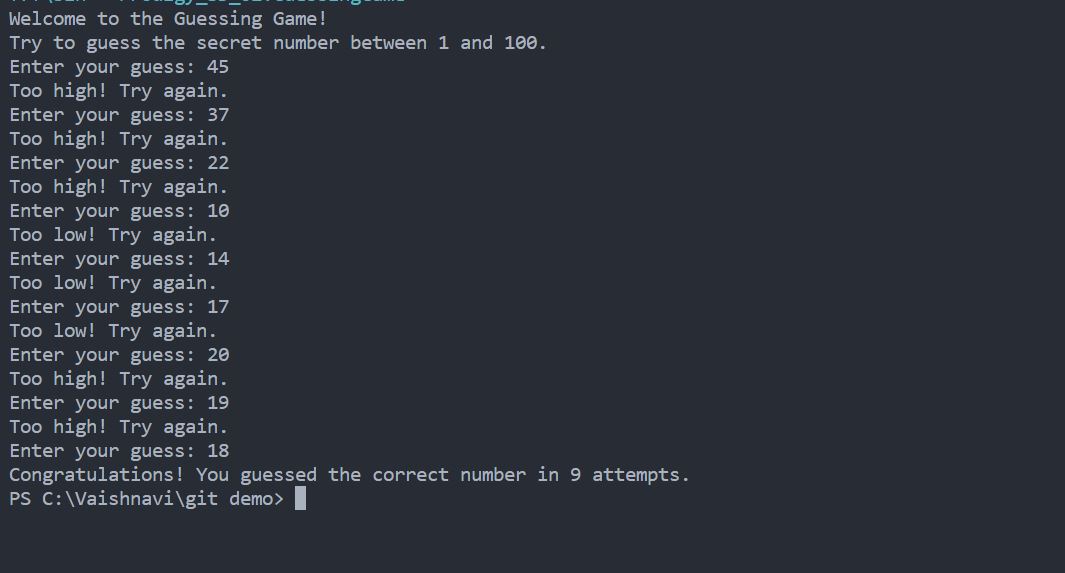 Welcome to the Guessing Game!
Try to guess the secret number between 1 and 100.
Enter your guess: 45
Too high! Try again.
Enter your guess: 37
Too high! Try again.
Enter your guess: 22
Too high! Try again.
Enter your guess: 10
Too low! Try again.
Enter your guess: 14
Too low! Try again.
Enter your guess: 17
Too low! Try again.
Enter your guess: 20
Too high! Try again.
Enter your guess: 19
Too high! Try again.
Enter your guess: 18
Congratulations! You guessed the correct number in 9 attempts.
PS C:\Vaishnavi\git demo>